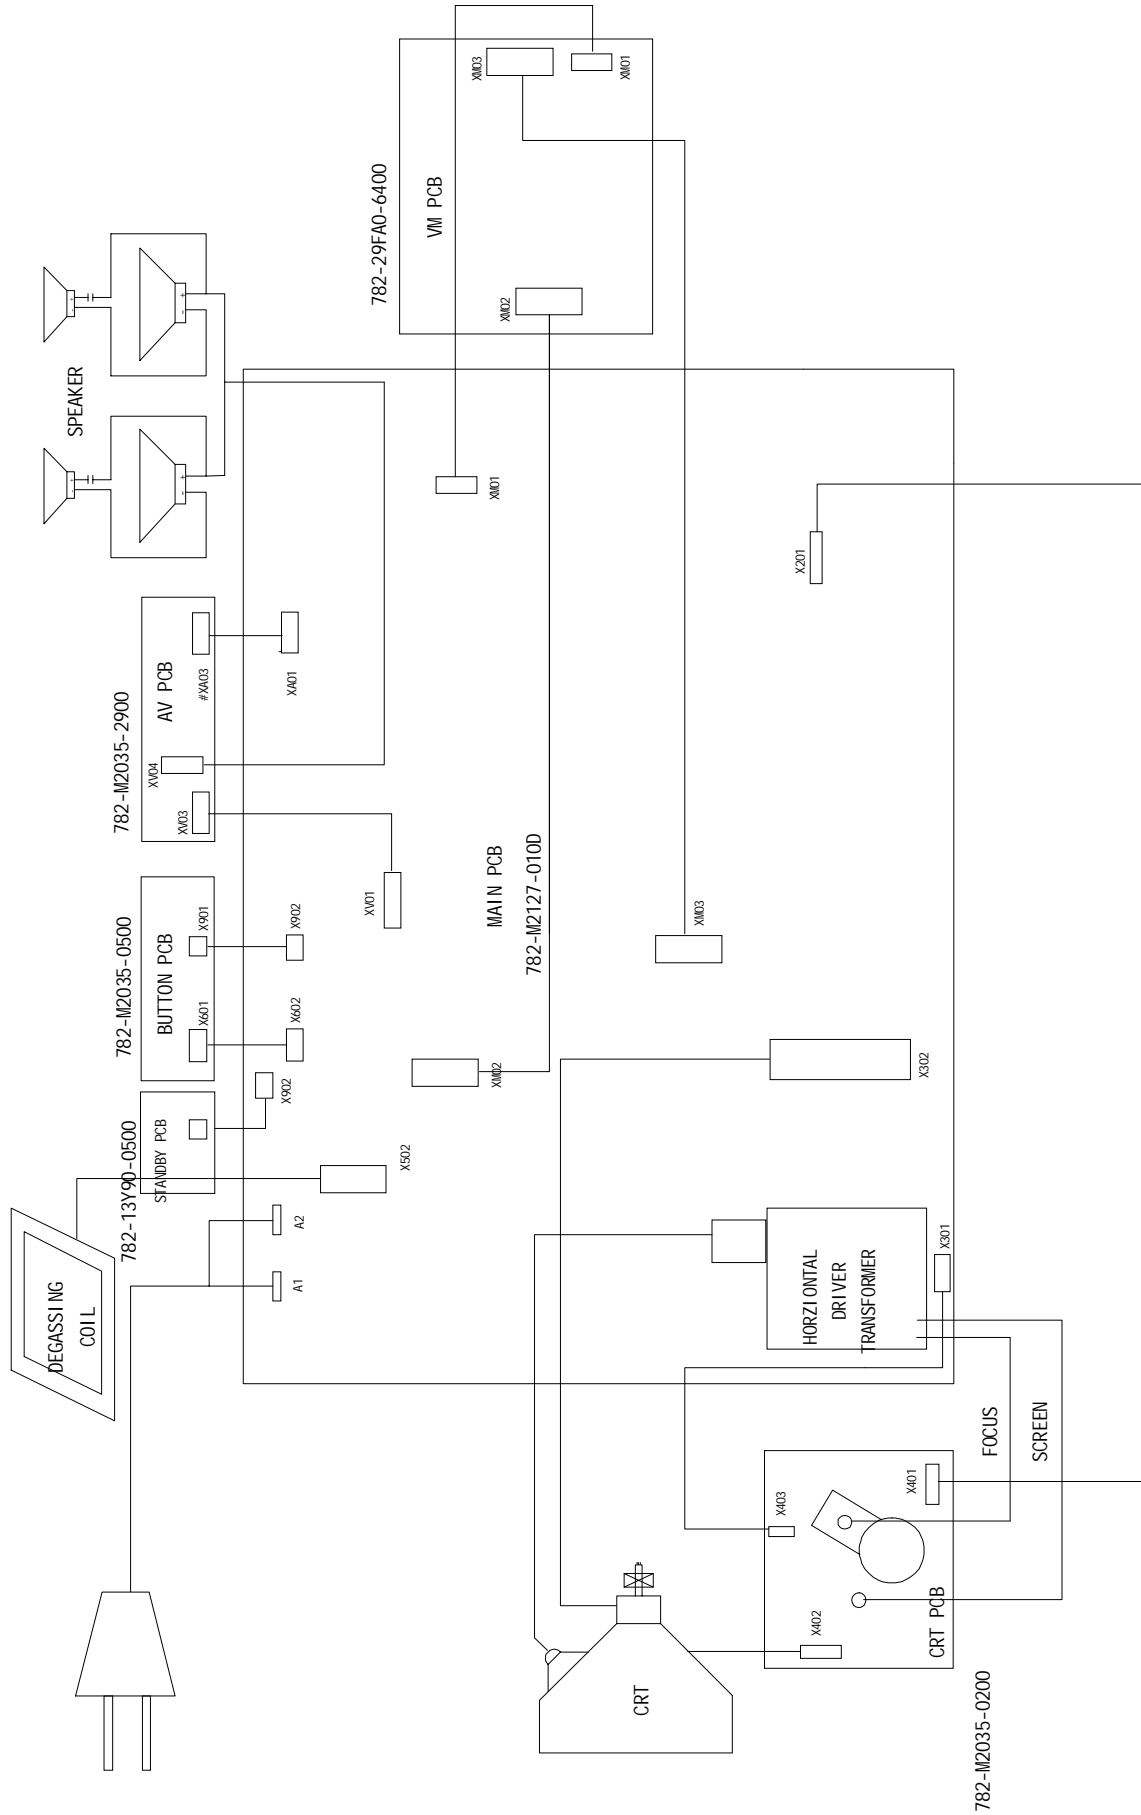 782-29FA0-6400
VM PCB
XM03
XM01
XM02
SPEAKER
782-M2035-2900
AV PCB
#XA03
XA01
XV04
XV03
XV01
782-M2035-0500
BUTTON PCB
X901
X902
X601
X602
782-13Y90-0500
STANDBY PCB
X902
DEGASSING
COIL
A1
A2
X502
XM01
X201
MAIN PCB
782-M2127-010D
XM03
XM02
X302
HORZIONTAL
DRIVER
TRANSFORMER
X301
FOCUS
SCREEN
X403
X401
X402
CRT PCB
CRT
782-M2035-0200
+
-
+
-
+
-
+
-